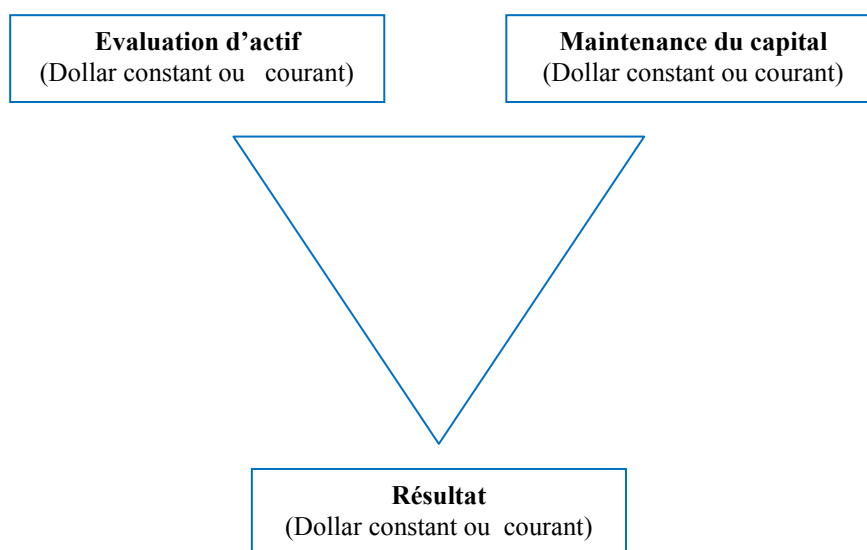 Evaluation d’actif
(Dollar constant ou courant)
Maintenance du capital
(Dollar constant ou courant)
Résultat
(Dollar constant ou courant)